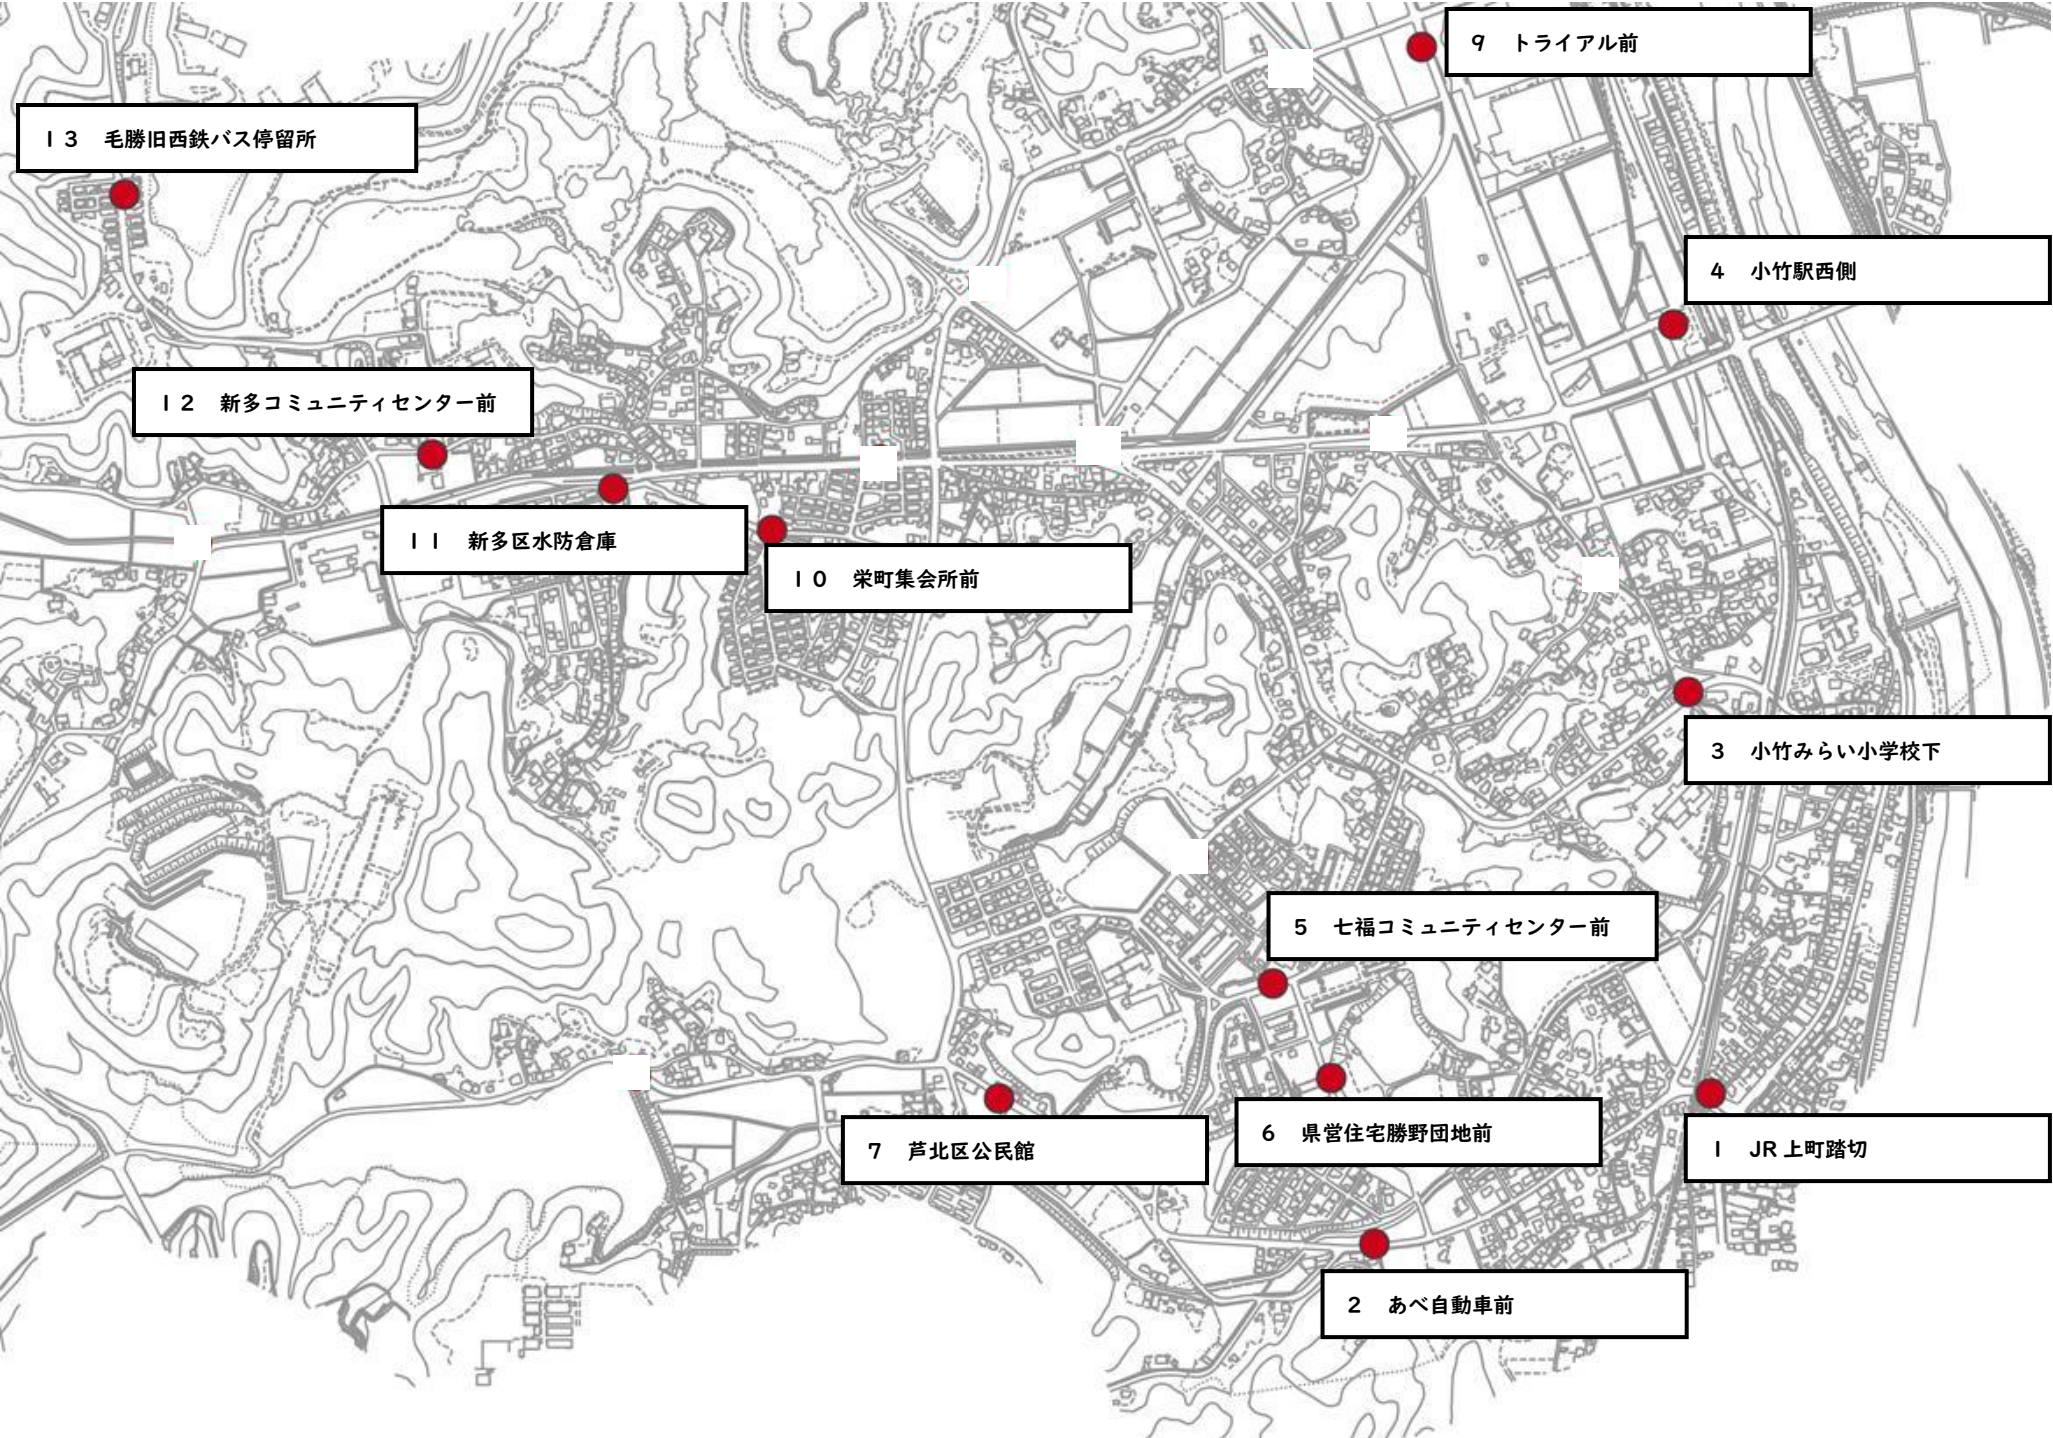 9 トライアル前
13 毛勝旧西鉄バス停留所
4 小竹駅西側
12 新多コミュニティセンター前
11 新多区水防倉庫
10 栄町集会所前
3 小竹みらい小学校下
5 七福コミュニティセンター前
7 芦北区公民館
6 県営住宅勝野団地前
1 JR上町踏切
2 あべ自動車前